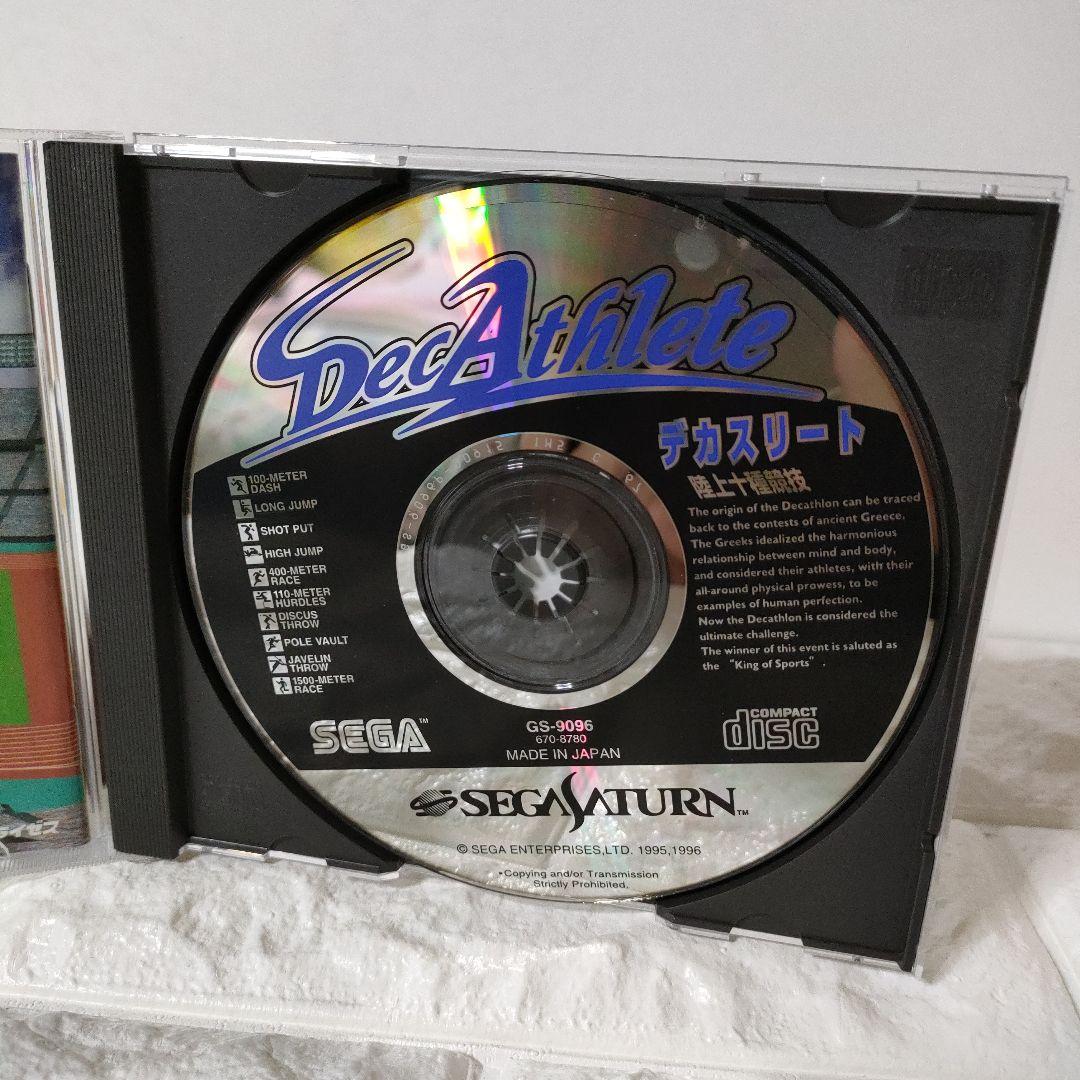 DecAthlete
デカスリート
陸上十種競技
100-METER
DASH
LONG JUMP
SHOT PUT
HIGH JUMP
400-METER
RACE
110-METER
HURDLES
DISCUS
THROW
POLE VAULT
JAVELIN
THROW
1500-METER
RACE
The origin of the Decathlon can be traced
back to the contests of ancient Greece.
The Greeks idealized the harmonious
relationship between mind and body,
and considered their athletes, with their
all-around physical prowess, to be
examples of human perfection.
Now the Decathlon is considered the
ultimate challenge.
The winner of this event is saluted as
the "King of Sports".
SEGA™
GS-9096
670-8780
MADE IN JAPAN
COMPACT
disc
SEGA SATURN™
© SEGA ENTERPRISES,LTD. 1995,1996
•Copying and/or Transmission
Strictly Prohibited.